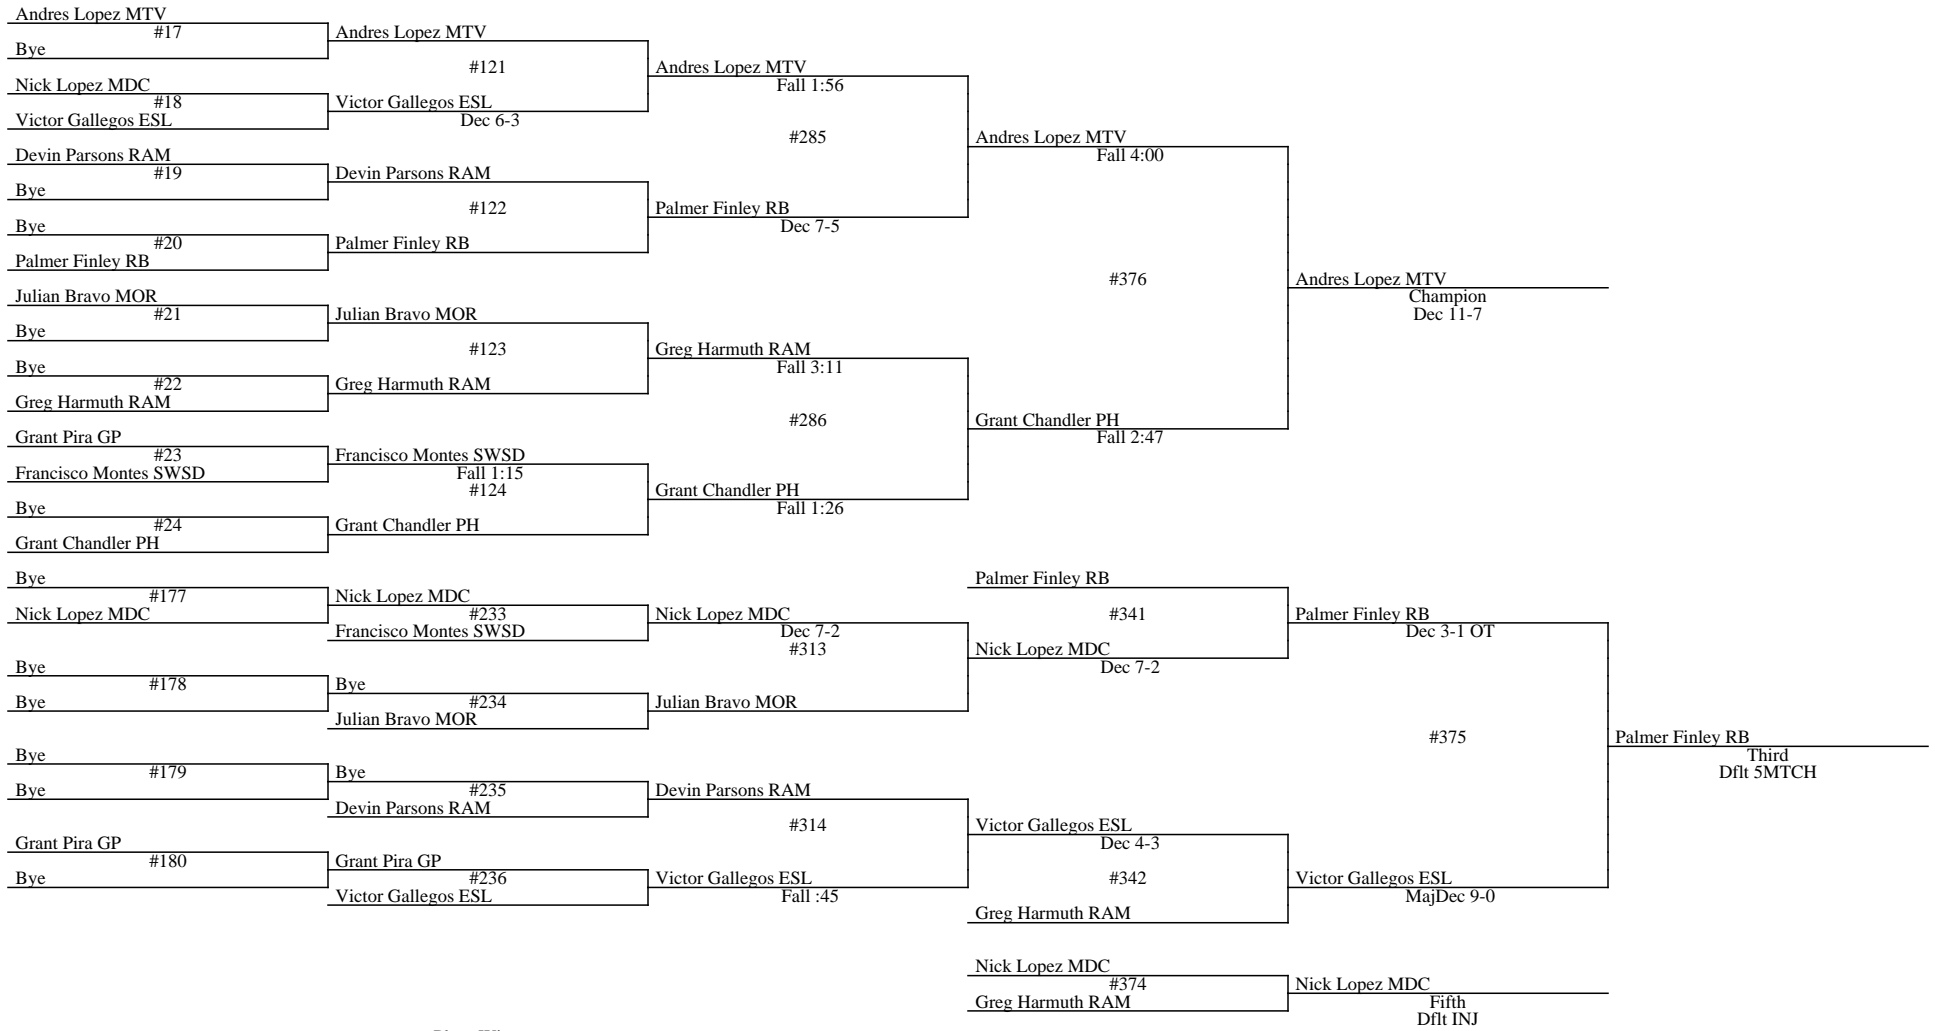 Andres Lopez MTV
#17
Bye
Nick Lopez MDC
#18
Victor Gallegos ESL
Devin Parsons RAM
#19
Bye
Bye
#20
Palmer Finley RB
Julian Bravo MOR
#21
Bye
Bye
#22
Greg Harmuth RAM
Grant Pira GP
#23
Francisco Montes SWSD
Bye
#24
Grant Chandler PH
Andres Lopez MTV
#121
Victor Gallegos ESL
Dec 6-3
Devin Parsons RAM
#122
Palmer Finley RB
Julian Bravo MOR
#123
Greg Harmuth RAM
Francisco Montes SWSD
Fall 1:15
#124
Grant Chandler PH
Andres Lopez MTV
Fall 1:56
#285
Palmer Finley RB
Dec 7-5
Greg Harmuth RAM
Fall 3:11
#286
Grant Chandler PH
Fall 1:26
Andres Lopez MTV
Fall 4:00
#376
Grant Chandler PH
Fall 2:47
Andres Lopez MTV
Champion
Dec 11-7
Bye
#177
Nick Lopez MDC
Bye
#178
Bye
Bye
#179
Bye
Grant Pira GP
#180
Bye
Nick Lopez MDC
#233
Francisco Montes SWSD
Bye
#234
Julian Bravo MOR
Bye
#235
Devin Parsons RAM
Grant Pira GP
#236
Victor Gallegos ESL
Nick Lopez MDC
Dec 7-2
#313
Julian Bravo MOR
Devin Parsons RAM
#314
Victor Gallegos ESL
Fall :45
Palmer Finley RB
#341
Nick Lopez MDC
Dec 7-2
Victor Gallegos ESL
Dec 4-3
#342
Greg Harmuth RAM
Palmer Finley RB
Dec 3-1 OT
#375
Victor Gallegos ESL
MajDec 9-0
Palmer Finley RB
Third
Dflt 5MTCH
Nick Lopez MDC
#374
Greg Harmuth RAM
Nick Lopez MDC
Fifth
Dflt INJ